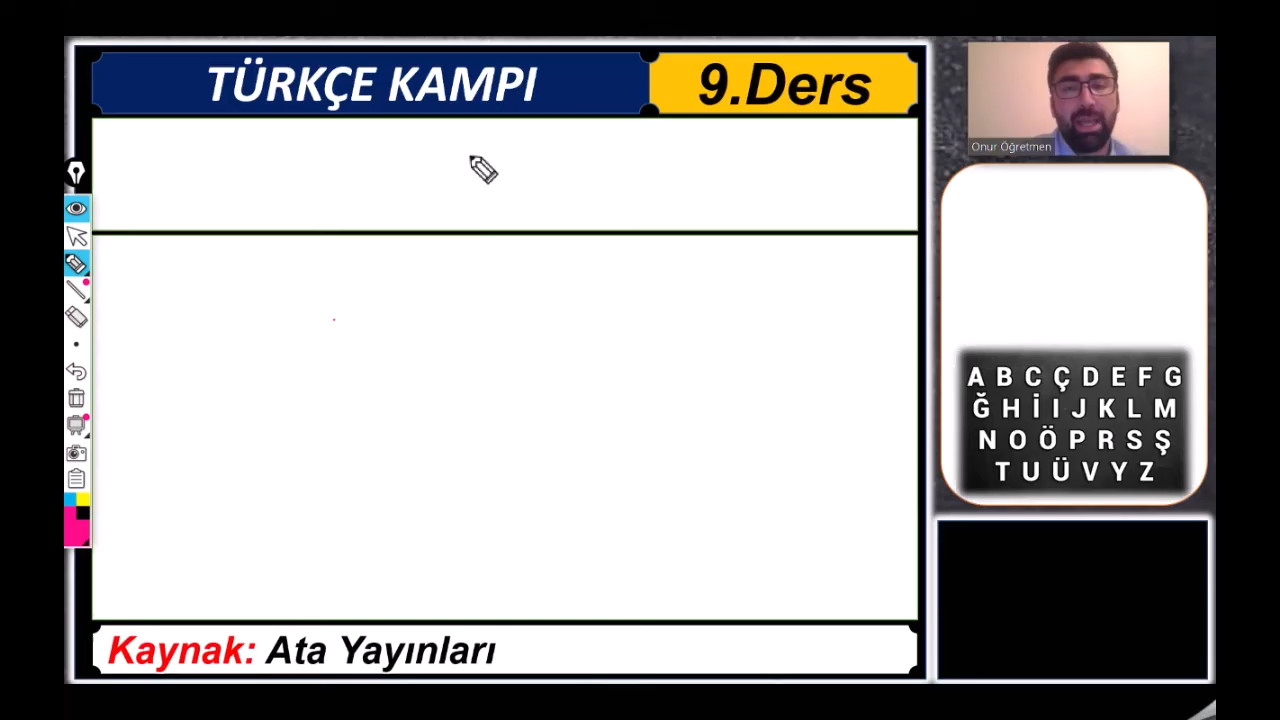 TÜRKÇE KAMPI
9.Ders
Onur Öğretmen
A B C Ç D E F G
Ğ H İ I J K L M
N O Ö P R S Ş
T U Ü V Y Z
Kaynak: Ata Yayınları